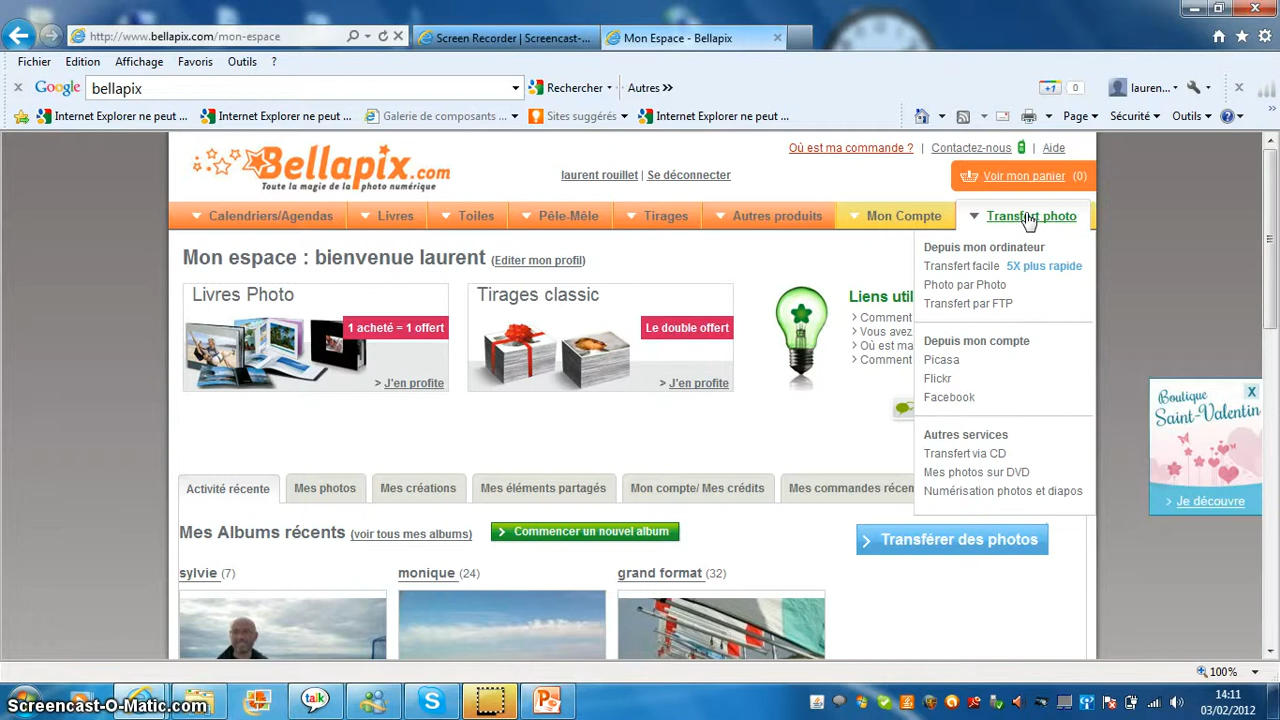 http://www.bellapix.com/mon-espace
Screen Recorder | Screencast-...
Mon Espace - Bellapix
Fichier Edition Affichage Favoris Outils ?
Google bellapix Rechercher Autres >> +1 0 lauren...
Internet Explorer ne peut ... Internet Explorer ne peut ... Galerie de composants ... Sites suggérés Internet Explorer ne peut ... Page Sécurité Outils
Bellapix.com
Toute la magie de la photo numérique
laurent rouillet | Se déconnecter
Où est ma commande ? | Contactez-nous | Aide
Voir mon panier (0)
Calendriers/Agendas Livres Toiles Pêle-Mêle Tirages Autres produits Mon Compte Transfert photo
Mon espace : bienvenue laurent (Editer mon profil)
Livres Photo
1 acheté = 1 offert
> J'en profite
Tirages classic
Le double offert
> J'en profite
Liens util
> Comment
> Vous avez
> Où est ma
> Comment
Depuis mon ordinateur
Transfert facile 5X plus rapide
Photo par Photo
Transfert par FTP
Depuis mon compte
Picasa
Flickr
Facebook
Autres services
Transfert via CD
Mes photos sur DVD
Numérisation photos et diapos
Boutique
Saint-Valentin
X
> Je découvre
Activité récente Mes photos Mes créations Mes éléments partagés Mon compte/ Mes crédits Mes commandes récen
Mes Albums récents (voir tous mes albums) Commencer un nouvel album
Transférer des photos
sylvie (7) monique (24) grand format (32)
100%
talk
Screencast-O-Matic.com
14:11
03/02/2012